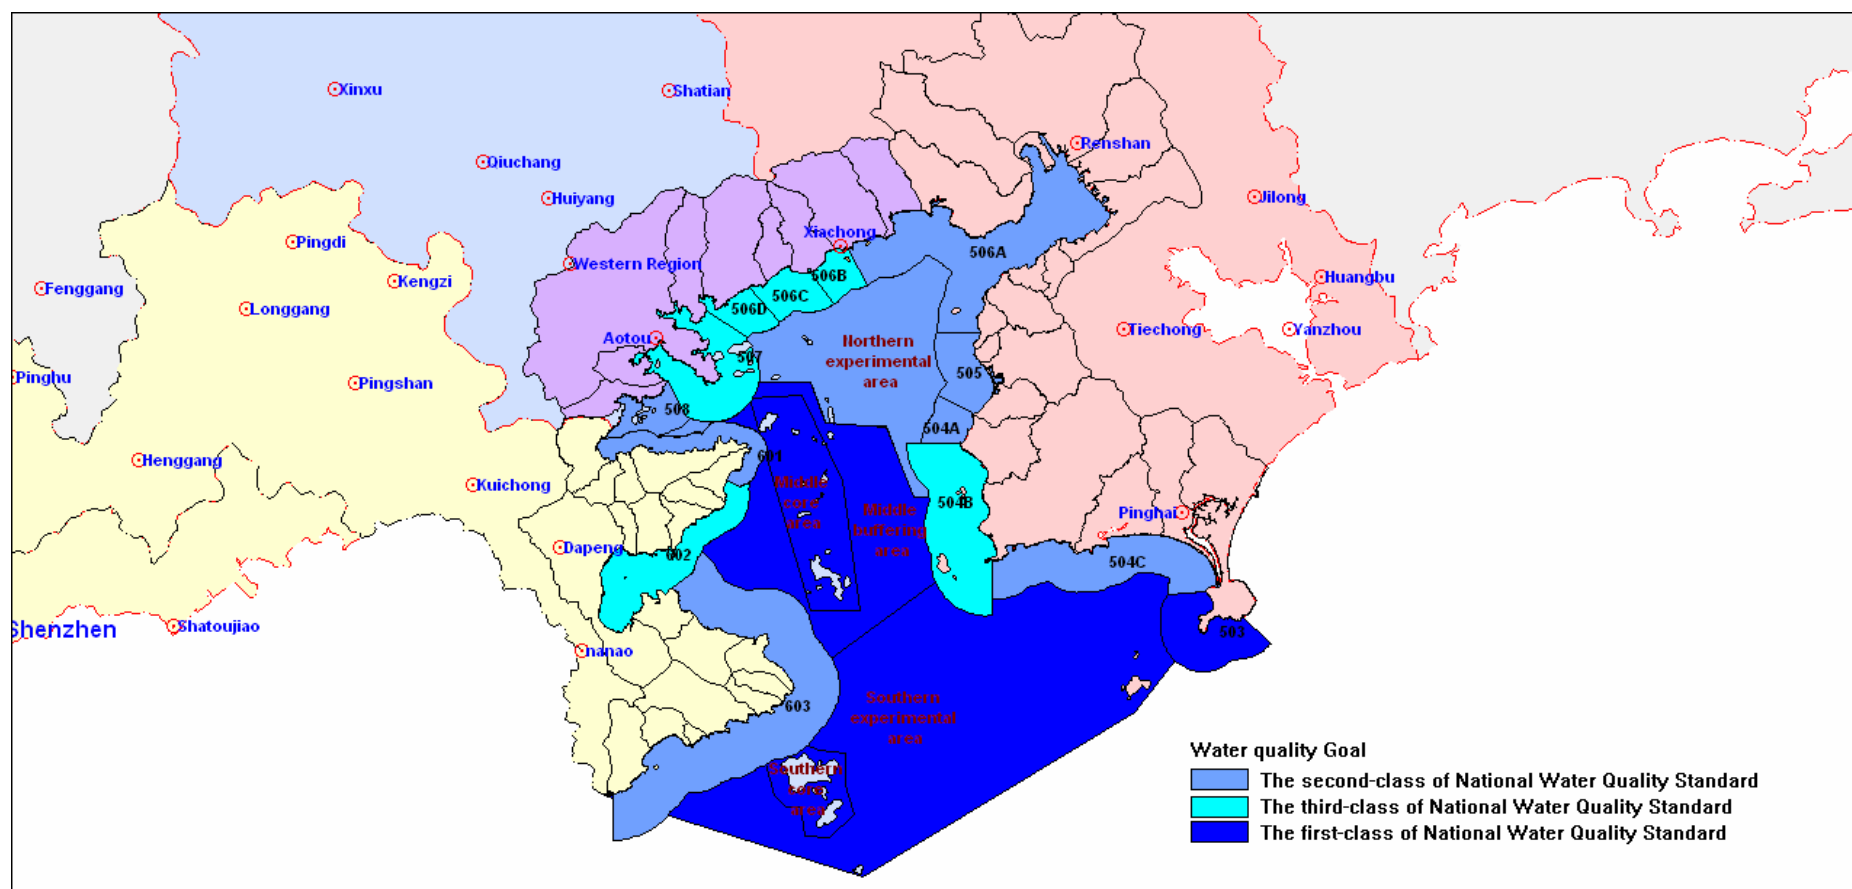 Xinxu
Shatian
Renshan
Qiuchang
Huiyang
Jilong
Xiachong
Pingdi
506A
Western Region
Kengzi
506B
Huangbu
Fenggang
506C
Longgang
506D
Tiechong
Yanzhou
Aotou
Northern
experimental
area
507
505
Pinghu
Pingshan
508
504A
601
Henggang
Kuichong
Middle
core
area
Middle
buffering
area
504B
Pinghai
Dapeng
602
504C
Shenzhen
Shatoujiao
503
nanao
603
Southern
experimental
area
Southern
core
area
Water quality Goal
The second-class of National Water Quality Standard
The third-class of National Water Quality Standard
The first-class of National Water Quality Standard